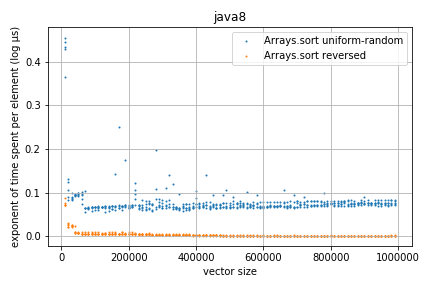 java8
Arrays.sort uniform-random
Arrays.sort reversed
exponent of time spent per element (log µs)
0.4
0.3
0.2
0.1
0.0
0 200000 400000 600000 800000 1000000
vector size